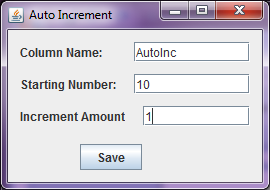 Auto Increment
Column Name: AutoInc
Starting Number: 10
Increment Amount 1
Save